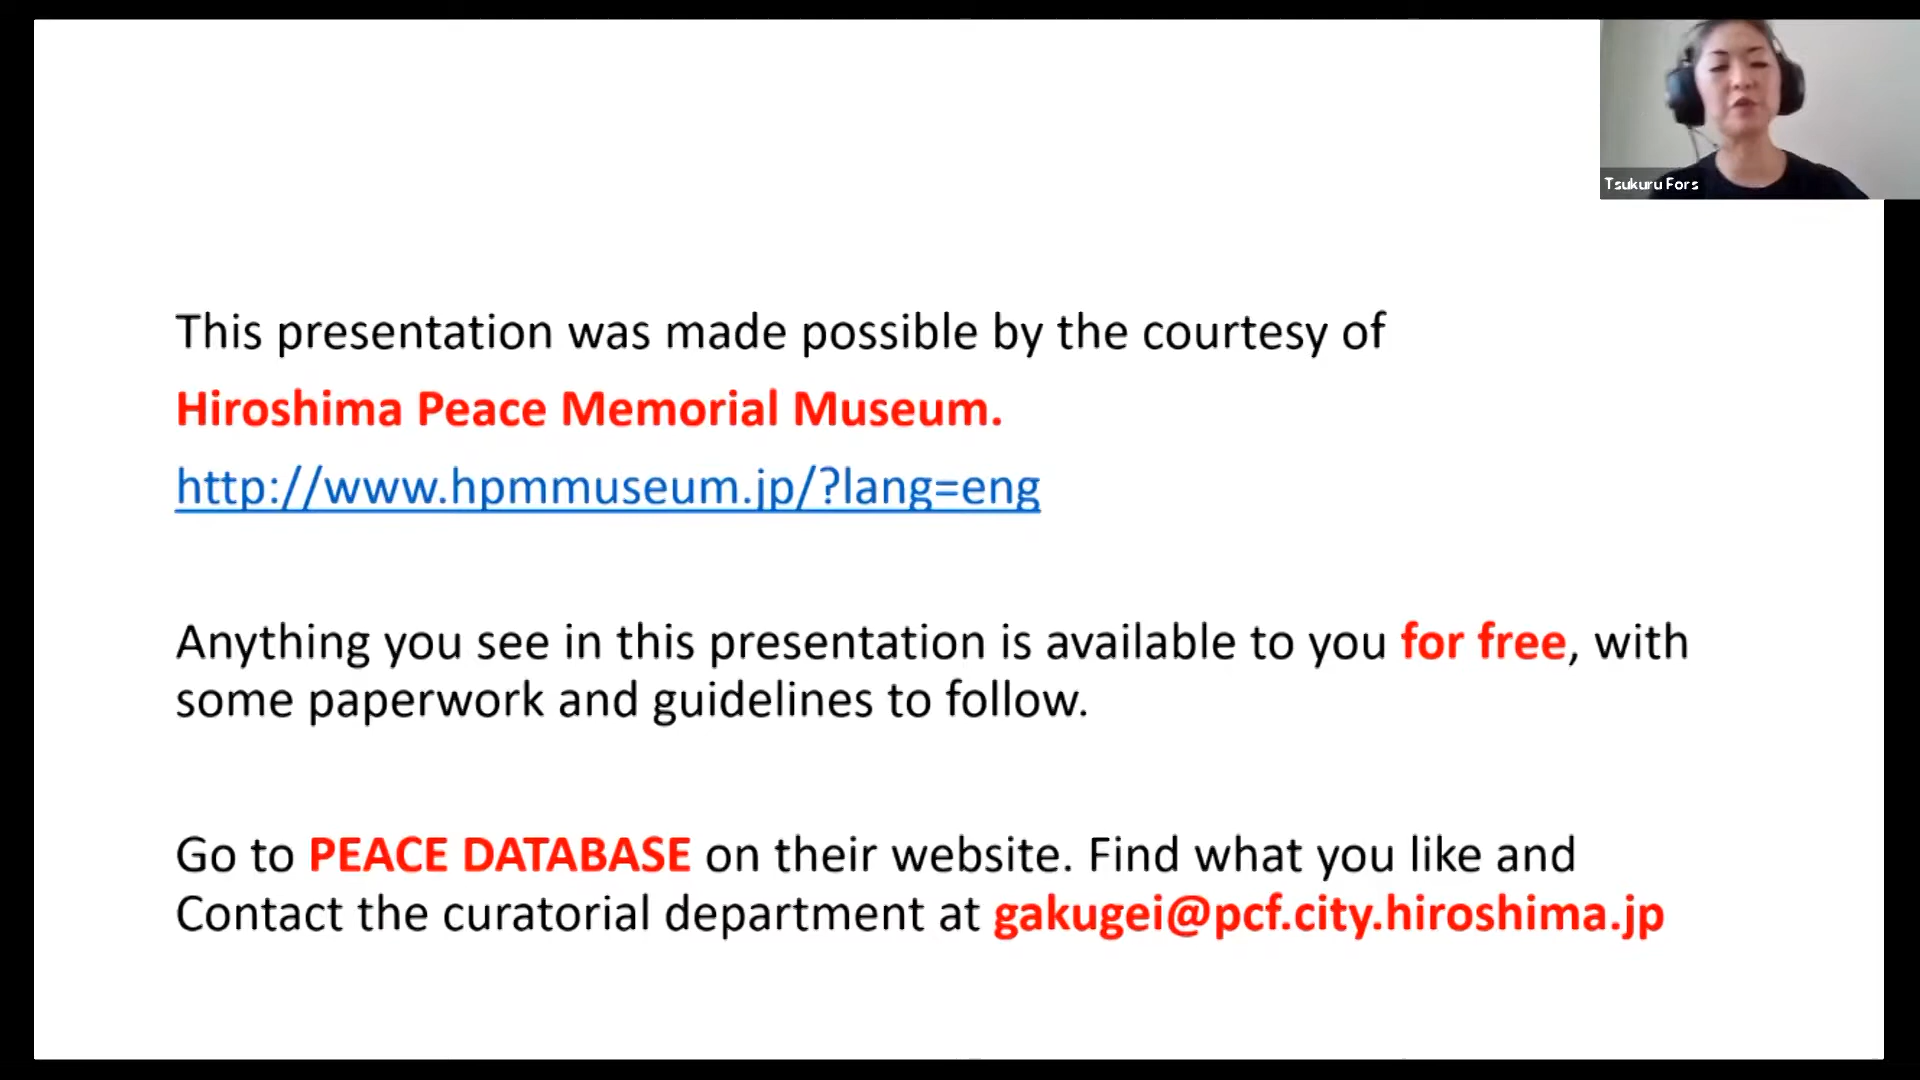 Tsukuru Fors
This presentation was made possible by the courtesy of
Hiroshima Peace Memorial Museum.
http://www.hpmmuseum.jp/?lang=eng
Anything you see in this presentation is available to you for free, with
some paperwork and guidelines to follow.
Go to PEACE DATABASE on their website. Find what you like and
Contact the curatorial department at gakugei@pcf.city.hiroshima.jp